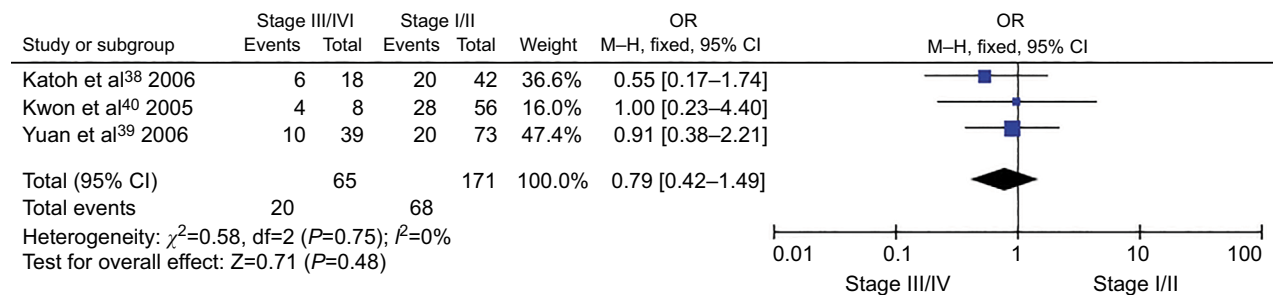 Stage III/IVI Stage I/II OR OR
Study or subgroup Events Total Events Total Weight M–H, fixed, 95% CI M–H, fixed, 95% CI
Katoh et al38 2006 6 18 20 42 36.6% 0.55 [0.17–1.74]
Kwon et al40 2005 4 8 28 56 16.0% 1.00 [0.23–4.40]
Yuan et al39 2006 10 39 20 73 47.4% 0.91 [0.38–2.21]
Total (95% CI) 65 171 100.0% 0.79 [0.42–1.49]
Total events 20 68
Heterogeneity: χ2=0.58, df=2 (P=0.75); I2=0%
Test for overall effect: Z=0.71 (P=0.48)
0.01 0.1 1 10 100
Stage III/IV Stage I/II